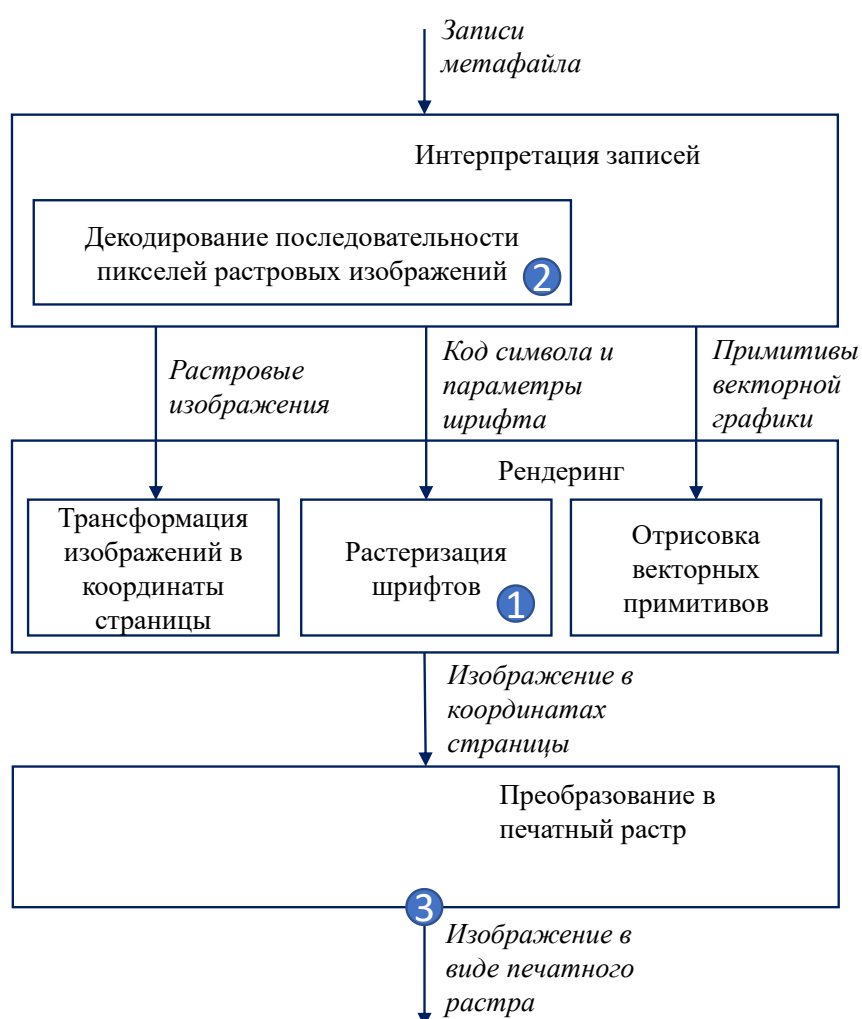 Записи
метафайла
Интерпретация записей
Декодирование последовательности
пикселей растровых изображений
2
Растровые
изображения
Код символа и
параметры
шрифта
Примитивы
векторной
графики
Рендеринг
Трансформация
изображений в
координаты
страницы
Растеризация
шрифтов
1
Отрисовка
векторных
примитивов
Изображение в
координатах
страницы
Преобразование в
печатный растр
3
Изображение в
виде печатного
растра